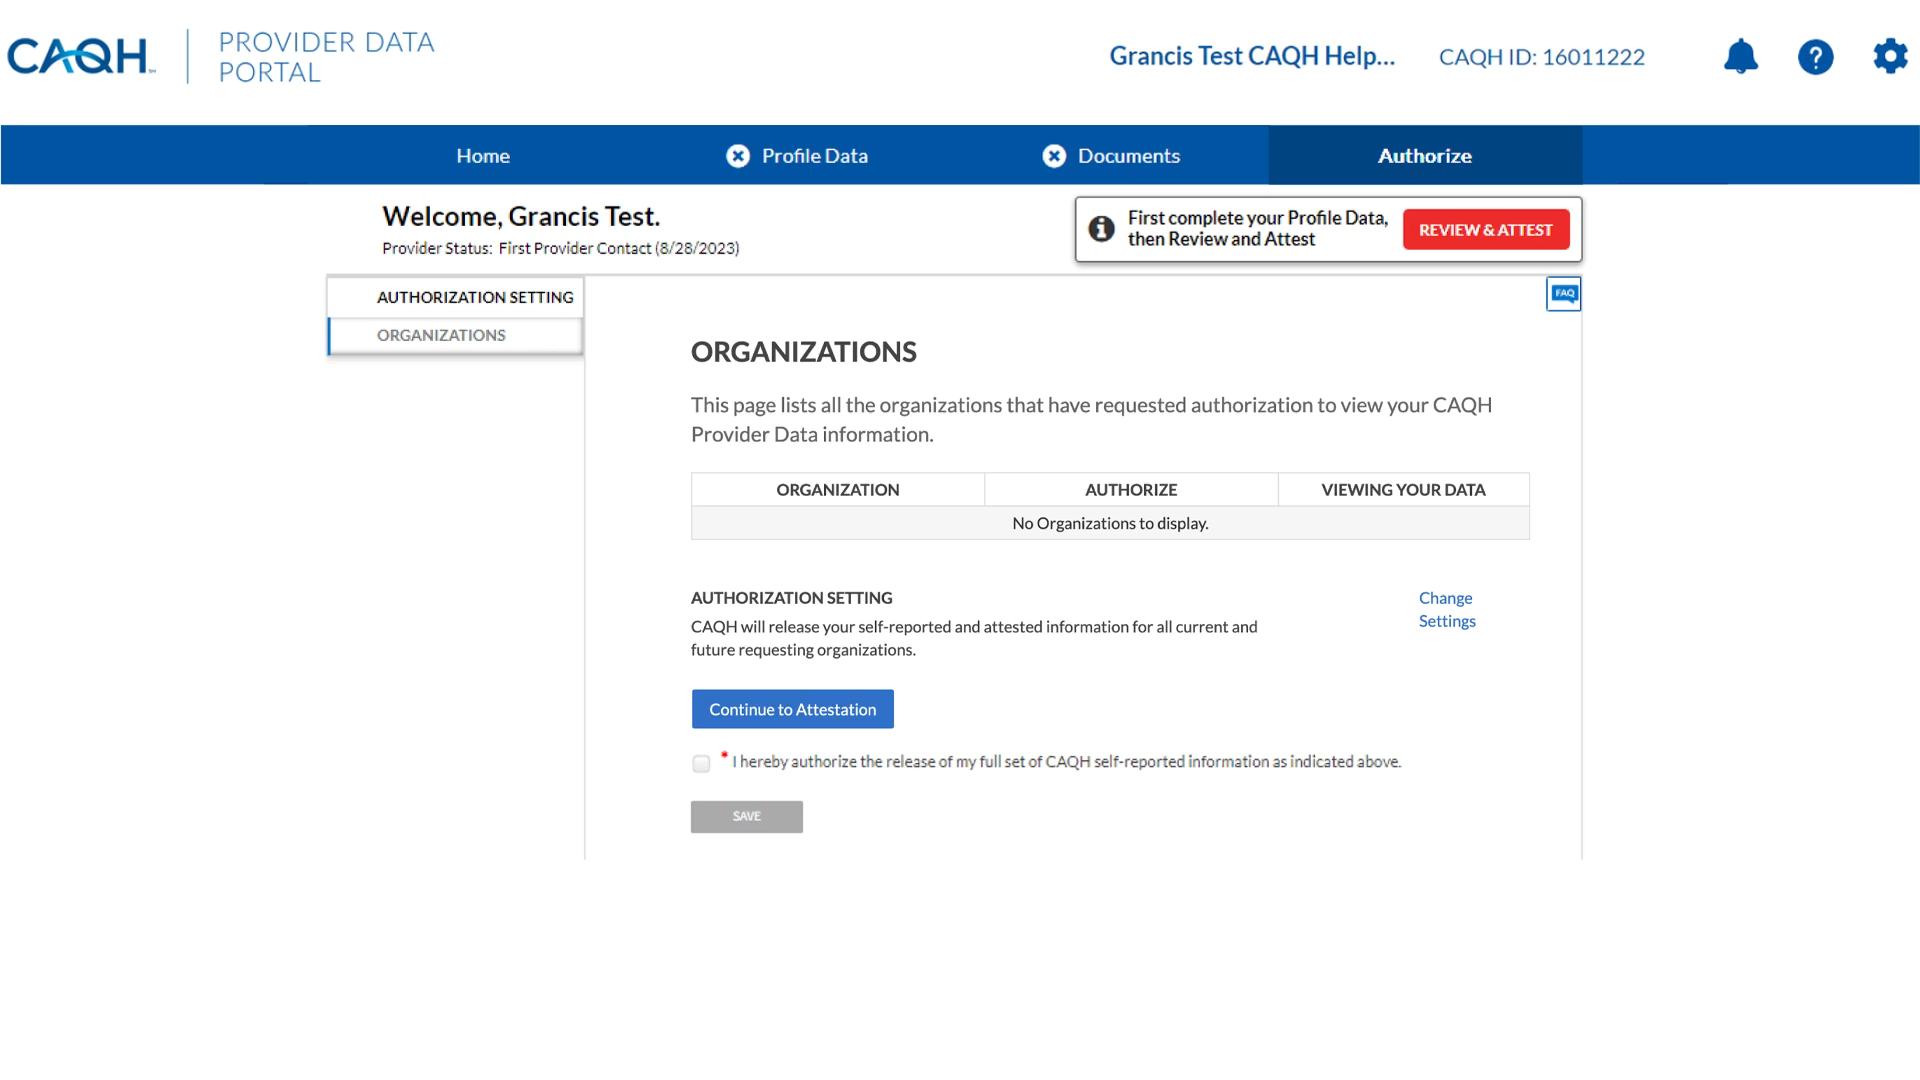 CAQH
PROVIDER DATA
PORTAL
Grancis Test CAQH Help...
CAQH ID: 16011222
Home
Profile Data
Documents
Authorize
Welcome, Grancis Test.
Provider Status: First Provider Contact (8/28/2023)
First complete your Profile Data,
then Review and Attest
REVIEW & ATTEST
AUTHORIZATION SETTING
ORGANIZATIONS
FAQ
ORGANIZATIONS
This page lists all the organizations that have requested authorization to view your CAQH
Provider Data information.
ORGANIZATION AUTHORIZE VIEWING YOUR DATA
No Organizations to display.
AUTHORIZATION SETTING
CAQH will release your self-reported and attested information for all current and
future requesting organizations.
Change
Settings
Continue to Attestation
* I hereby authorize the release of my full set of CAQH self-reported information as indicated above.
SAVE